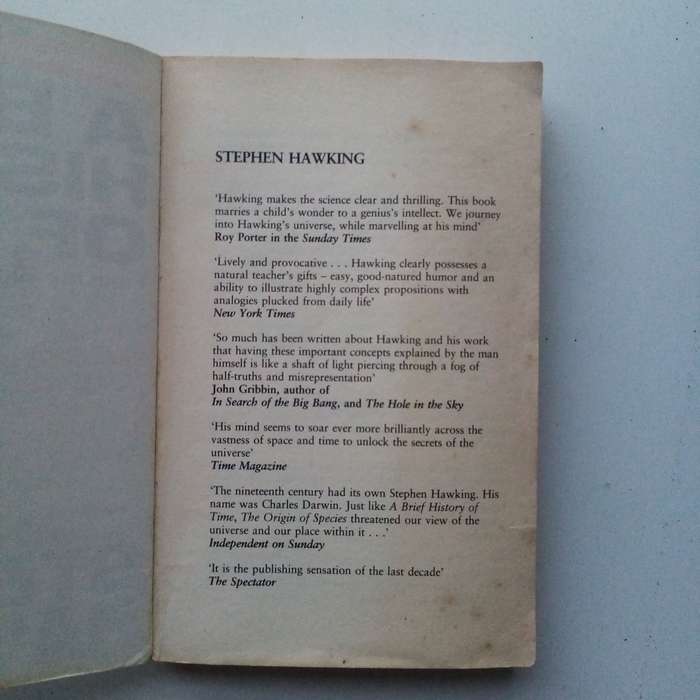 STEPHEN HAWKING
‘Hawking makes the science clear and thrilling. This book
marries a child’s wonder to a genius’s intellect. We journey
into Hawking’s universe, while marvelling at his mind’
Roy Porter in the Sunday Times
‘Lively and provocative . . . Hawking clearly possesses a
natural teacher’s gifts – easy, good-natured humor and an
ability to illustrate highly complex propositions with
analogies plucked from daily life’
New York Times
‘So much has been written about Hawking and his work
that having these important concepts explained by the man
himself is like a shaft of light piercing through a fog of
half-truths and misrepresentation’
John Gribbin, author of
In Search of the Big Bang, and The Hole in the Sky
‘His mind seems to soar ever more brilliantly across the
vastness of space and time to unlock the secrets of the
universe’
Time Magazine
‘The nineteenth century had its own Stephen Hawking. His
name was Charles Darwin. Just like A Brief History of
Time, The Origin of Species threatened our view of the
universe and our place within it . . .’
Independent on Sunday
‘It is the publishing sensation of the last decade’
The Spectator